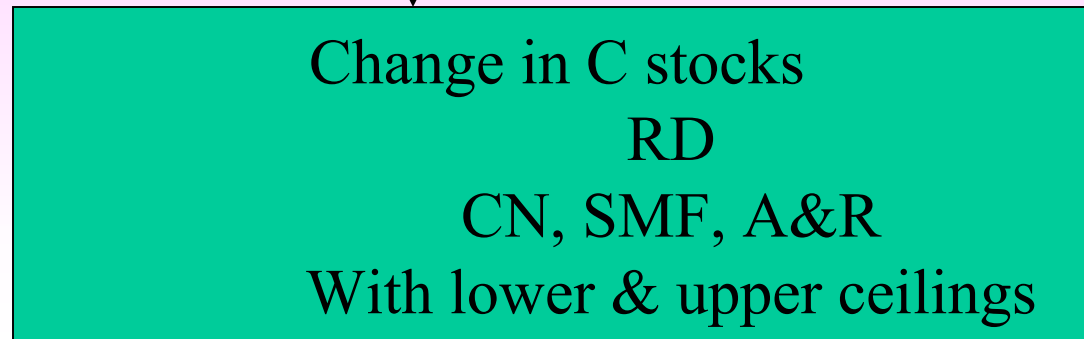 Change in C stocks
RD
CN, SMF, A&R
With lower & upper ceilings